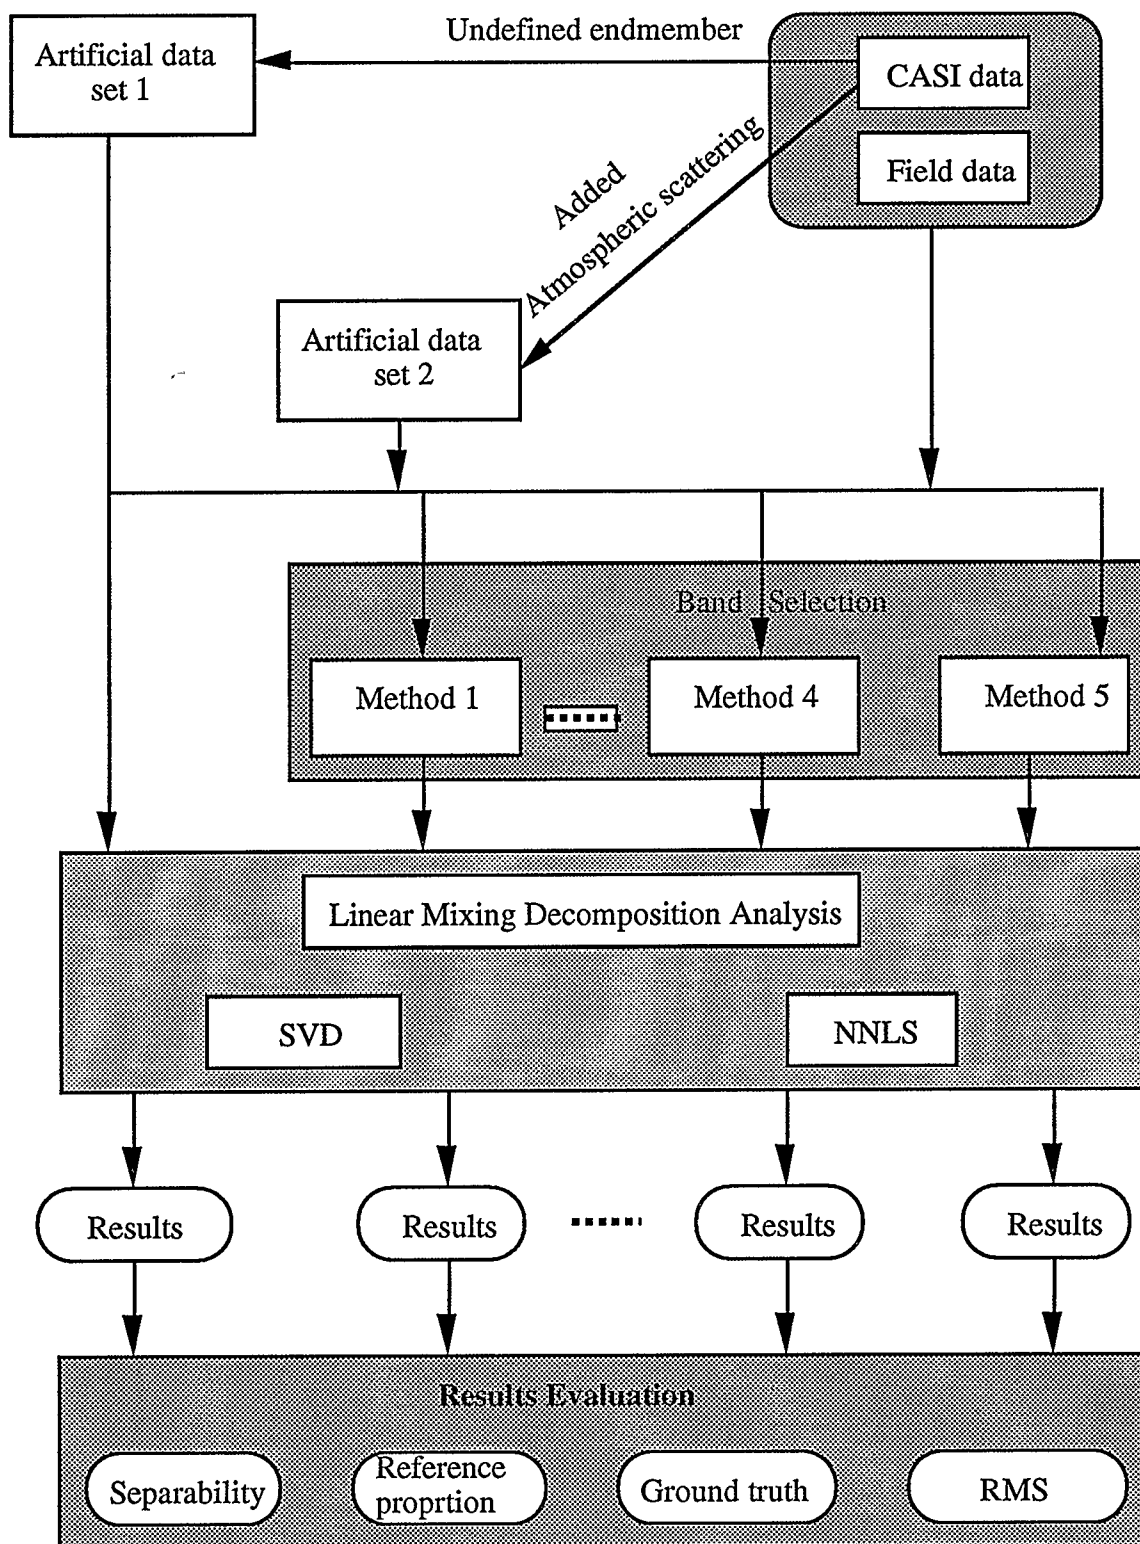 Undefined endmember
Artificial data
set 1
CASI data
Field data
Added
Atmospheric scattering
Artificial data
set 2
Band Selection
Method 1
Method 4
Method 5
Linear Mixing Decomposition Analysis
SVD
NNLS
Results
Results
Results
Results
Results Evaluation
Separability
Reference
proprtion
Ground truth
RMS